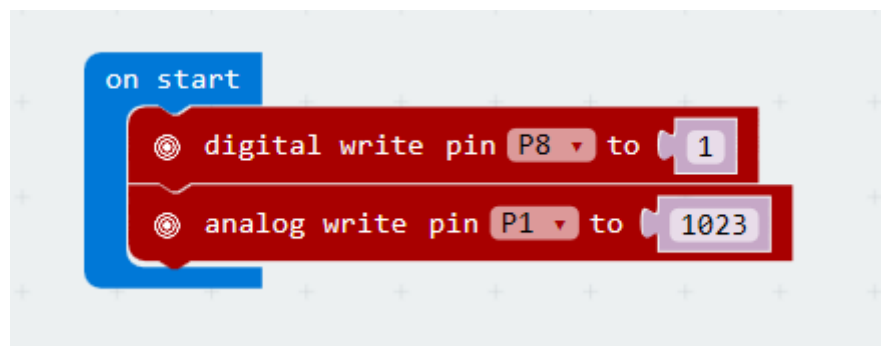 on start
digital write pin P8 to 1
analog write pin P1 to 1023